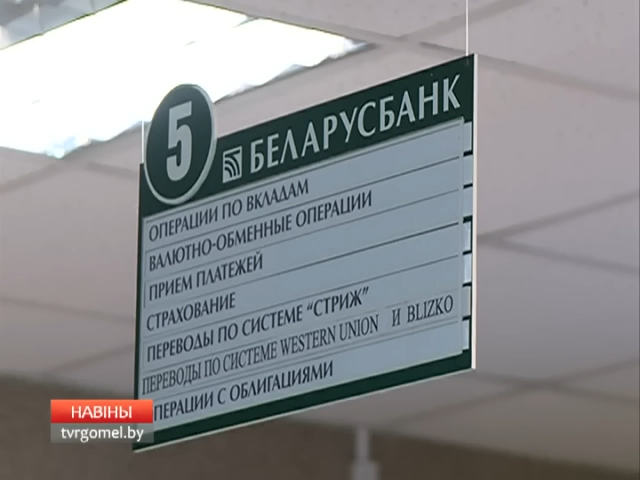 5
БЕЛАРУСБАНК
ОПЕРАЦИИ ПО ВКЛАДАМ
ВАЛЮТНО-ОБМЕННЫЕ ОПЕРАЦИИ
ПРИЕМ ПЛАТЕЖЕЙ
СТРАХОВАНИЕ
ПЕРЕВОДЫ ПО СИСТЕМЕ "СТРИЖ"
ПЕРЕВОДЫ ПО СИСТЕМЕ WESTERN UNION И BLIZKO
ПЕРАЦИИ С ОБЛИГАЦИЯМИ
НАВІНЫ
tvrgomel.by